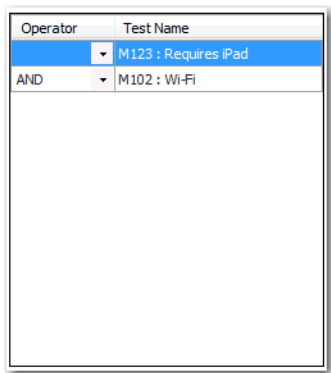 Operator Test Name
M123 : Requires iPad
AND M102 : Wi-Fi